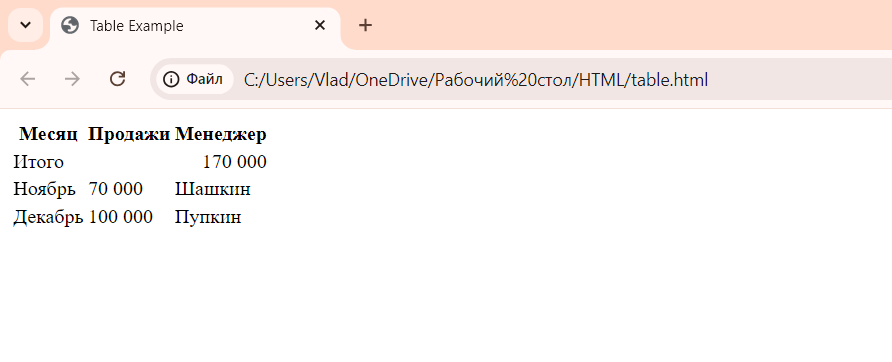 Table Example
Файл C:/Users/Vlad/OneDrive/Рабочий%20стол/HTML/table.html
Месяц Продажи Менеджер
Итого 170 000
Ноябрь 70 000 Шашкин
Декабрь 100 000 Пупкин